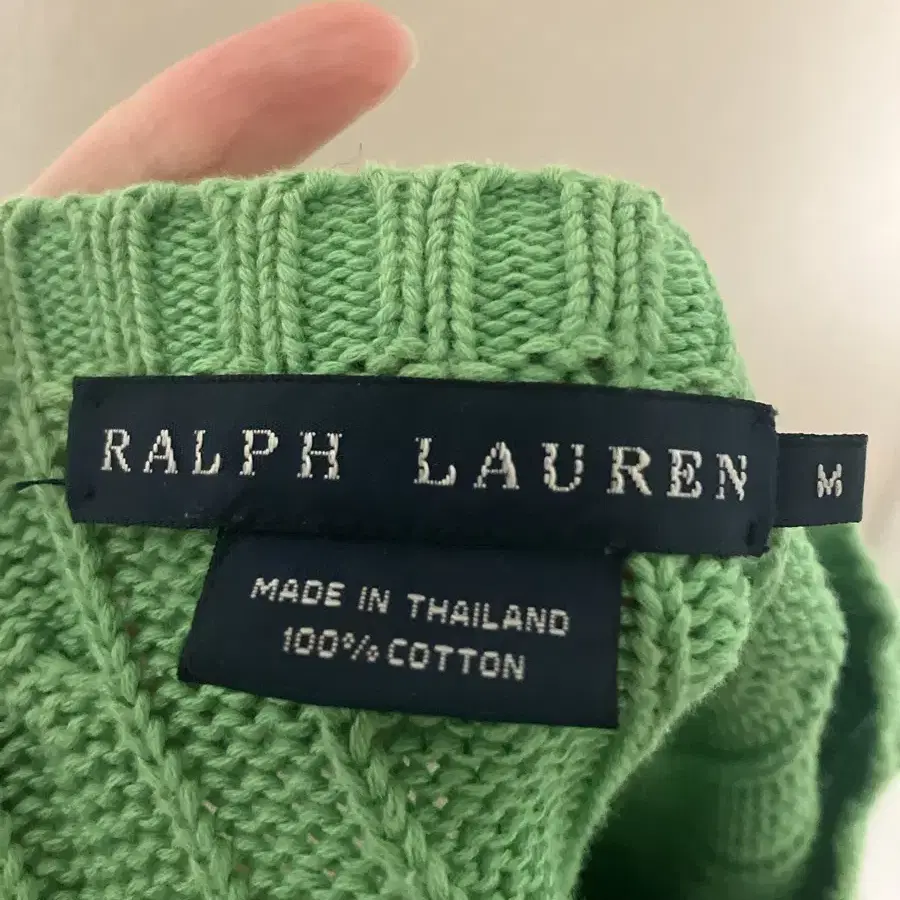 RALPH LAUREN
M
MADE IN THAILAND
100% COTTON